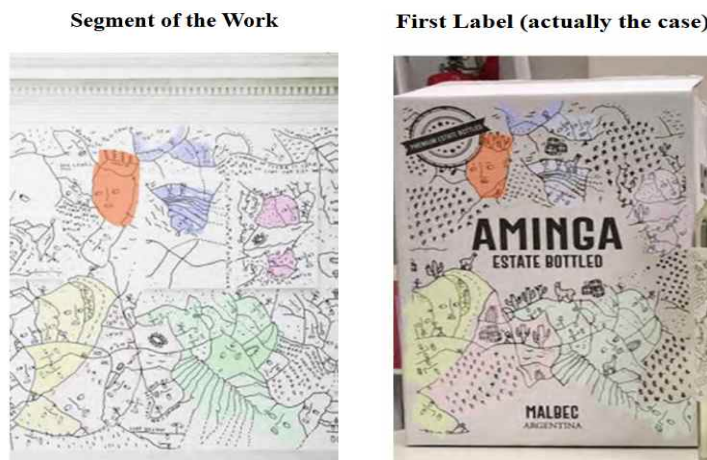 Segment of the Work
First Label (actually the case)
PREMIUM ESTATE BOTTLED
AMINGA
ESTATE BOTTLED
MALBEC
ARGENTINA